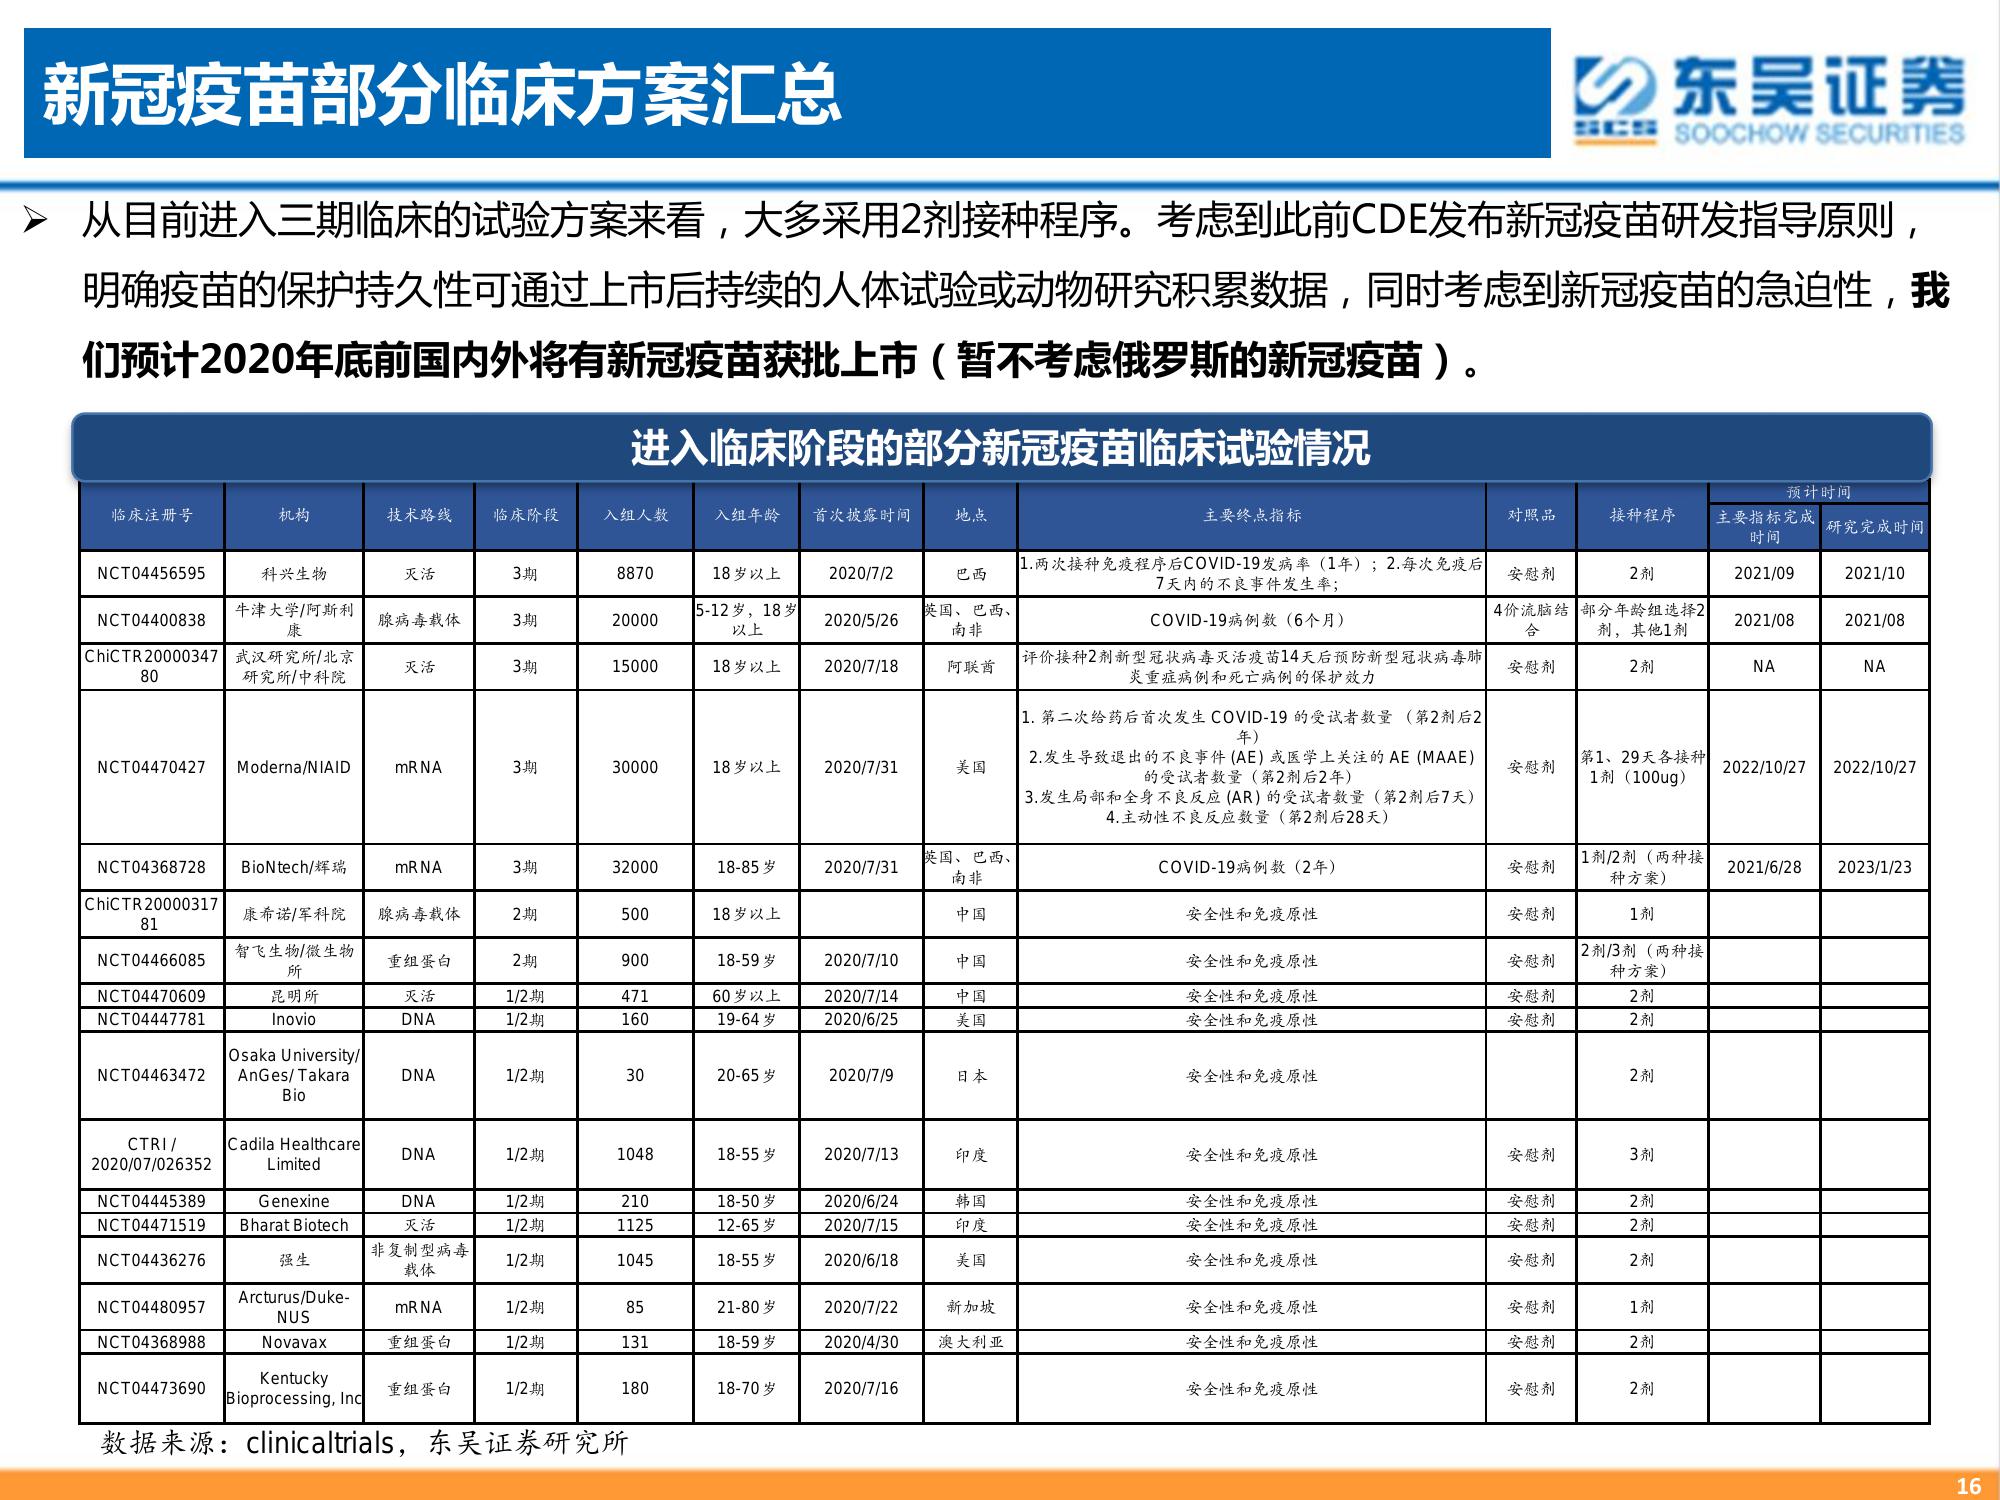 新冠疫苗部分临床方案汇总
东吴证券
SCS
SOOCHOW SECURITIES
➢ 从目前进入三期临床的试验方案来看，大多采用2剂接种程序。考虑到此前CDE发布新冠疫苗研发指导原则，
明确疫苗的保护持久性可通过上市后持续的人体试验或动物研究积累数据，同时考虑到新冠疫苗的急迫性，我
们预计2020年底前国内外将有新冠疫苗获批上市（暂不考虑俄罗斯的新冠疫苗）。
进入临床阶段的部分新冠疫苗临床试验情况
临床注册号 机构 技术路线 临床阶段 入组人数 入组年龄 首次披露时间 地点 主要终点指标 对照品 接种程序 预计时间
主要指标完成时间 研究完成时间
NCT04456595 科兴生物 灭活 3期 8870 18岁以上 2020/7/2 巴西 1.两次接种免疫程序后COVID-19发病率（1年）；2.每次免疫后7天内的不良事件发生率； 安慰剂 2剂 2021/09 2021/10
NCT04400838 牛津大学/阿斯利康 腺病毒载体 3期 20000 5-12岁，18岁以上 2020/5/26 英国、巴西、南非 COVID-19病例数（6个月） 4价流脑结合 部分年龄组选择2剂，其他1剂 2021/08 2021/08
ChiCTR2000034780 武汉研究所/北京研究所/中科院 灭活 3期 15000 18岁以上 2020/7/18 阿联酋 评价接种2剂新型冠状病毒灭活疫苗14天后预防新型冠状病毒肺炎重症病例和死亡病例的保护效力 安慰剂 2剂 NA NA
NCT04470427 Moderna/NIAID mRNA 3期 30000 18岁以上 2020/7/31 美国 1. 第二次给药后首次发生 COVID-19 的受试者数量 （第2剂后2年）
2.发生导致退出的不良事件 (AE) 或医学上关注的 AE (MAAE) 的受试者数量（第2剂后2年）
3.发生局部和全身不良反应 (AR) 的受试者数量（第2剂后7天）
4.主动性不良反应数量（第2剂后28天） 安慰剂 第1、29天各接种1剂（100ug） 2022/10/27 2022/10/27
NCT04368728 BioNtech/辉瑞 mRNA 3期 32000 18-85岁 2020/7/31 英国、巴西、南非 COVID-19病例数（2年） 安慰剂 1剂/2剂（两种接种方案） 2021/6/28 2023/1/23
ChiCTR2000031781 康希诺/军科院 腺病毒载体 2期 500 18岁以上 中国 安全性和免疫原性 安慰剂 1剂
NCT04466085 智飞生物/微生物所 重组蛋白 2期 900 18-59岁 2020/7/10 中国 安全性和免疫原性 安慰剂 2剂/3剂（两种接种方案）
NCT04470609 昆明所 灭活 1/2期 471 60岁以上 2020/7/14 中国 安全性和免疫原性 安慰剂 2剂
NCT04447781 Inovio DNA 1/2期 160 19-64岁 2020/6/25 美国 安全性和免疫原性 安慰剂 2剂
NCT04463472 Osaka University/ AnGes/ Takara Bio DNA 1/2期 30 20-65岁 2020/7/9 日本 安全性和免疫原性 2剂
CTRI / 2020/07/026352 Cadila Healthcare Limited DNA 1/2期 1048 18-55岁 2020/7/13 印度 安全性和免疫原性 安慰剂 3剂
NCT04445389 Genexine DNA 1/2期 210 18-50岁 2020/6/24 韩国 安全性和免疫原性 安慰剂 2剂
NCT04471519 Bharat Biotech 灭活 1/2期 1125 12-65岁 2020/7/15 印度 安全性和免疫原性 安慰剂 2剂
NCT04436276 强生 非复制型病毒载体 1/2期 1045 18-55岁 2020/6/18 美国 安全性和免疫原性 安慰剂 2剂
NCT04480957 Arcturus/Duke-NUS mRNA 1/2期 85 21-80岁 2020/7/22 新加坡 安全性和免疫原性 安慰剂 1剂
NCT04368988 Novavax 重组蛋白 1/2期 131 18-59岁 2020/4/30 澳大利亚 安全性和免疫原性 安慰剂 2剂
NCT04473690 Kentucky Bioprocessing, Inc 重组蛋白 1/2期 180 18-70岁 2020/7/16 安全性和免疫原性 安慰剂 2剂
数据来源：clinicaltrials，东吴证券研究所
16